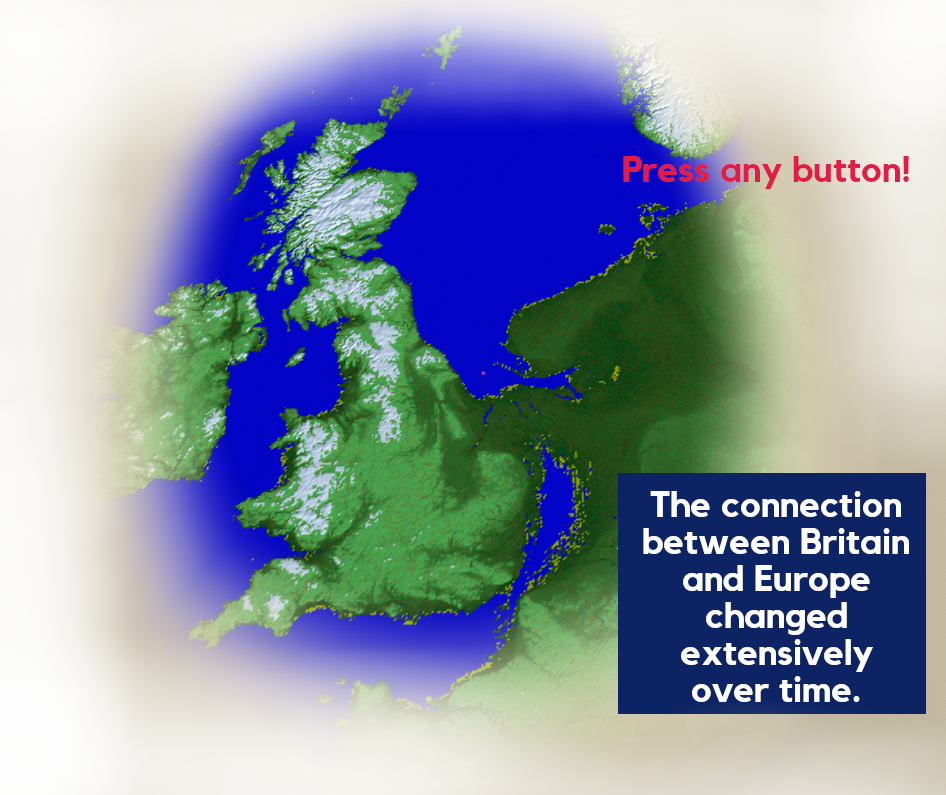 Press any button!
The connection
between Britain
and Europe
changed
extensively
over time.